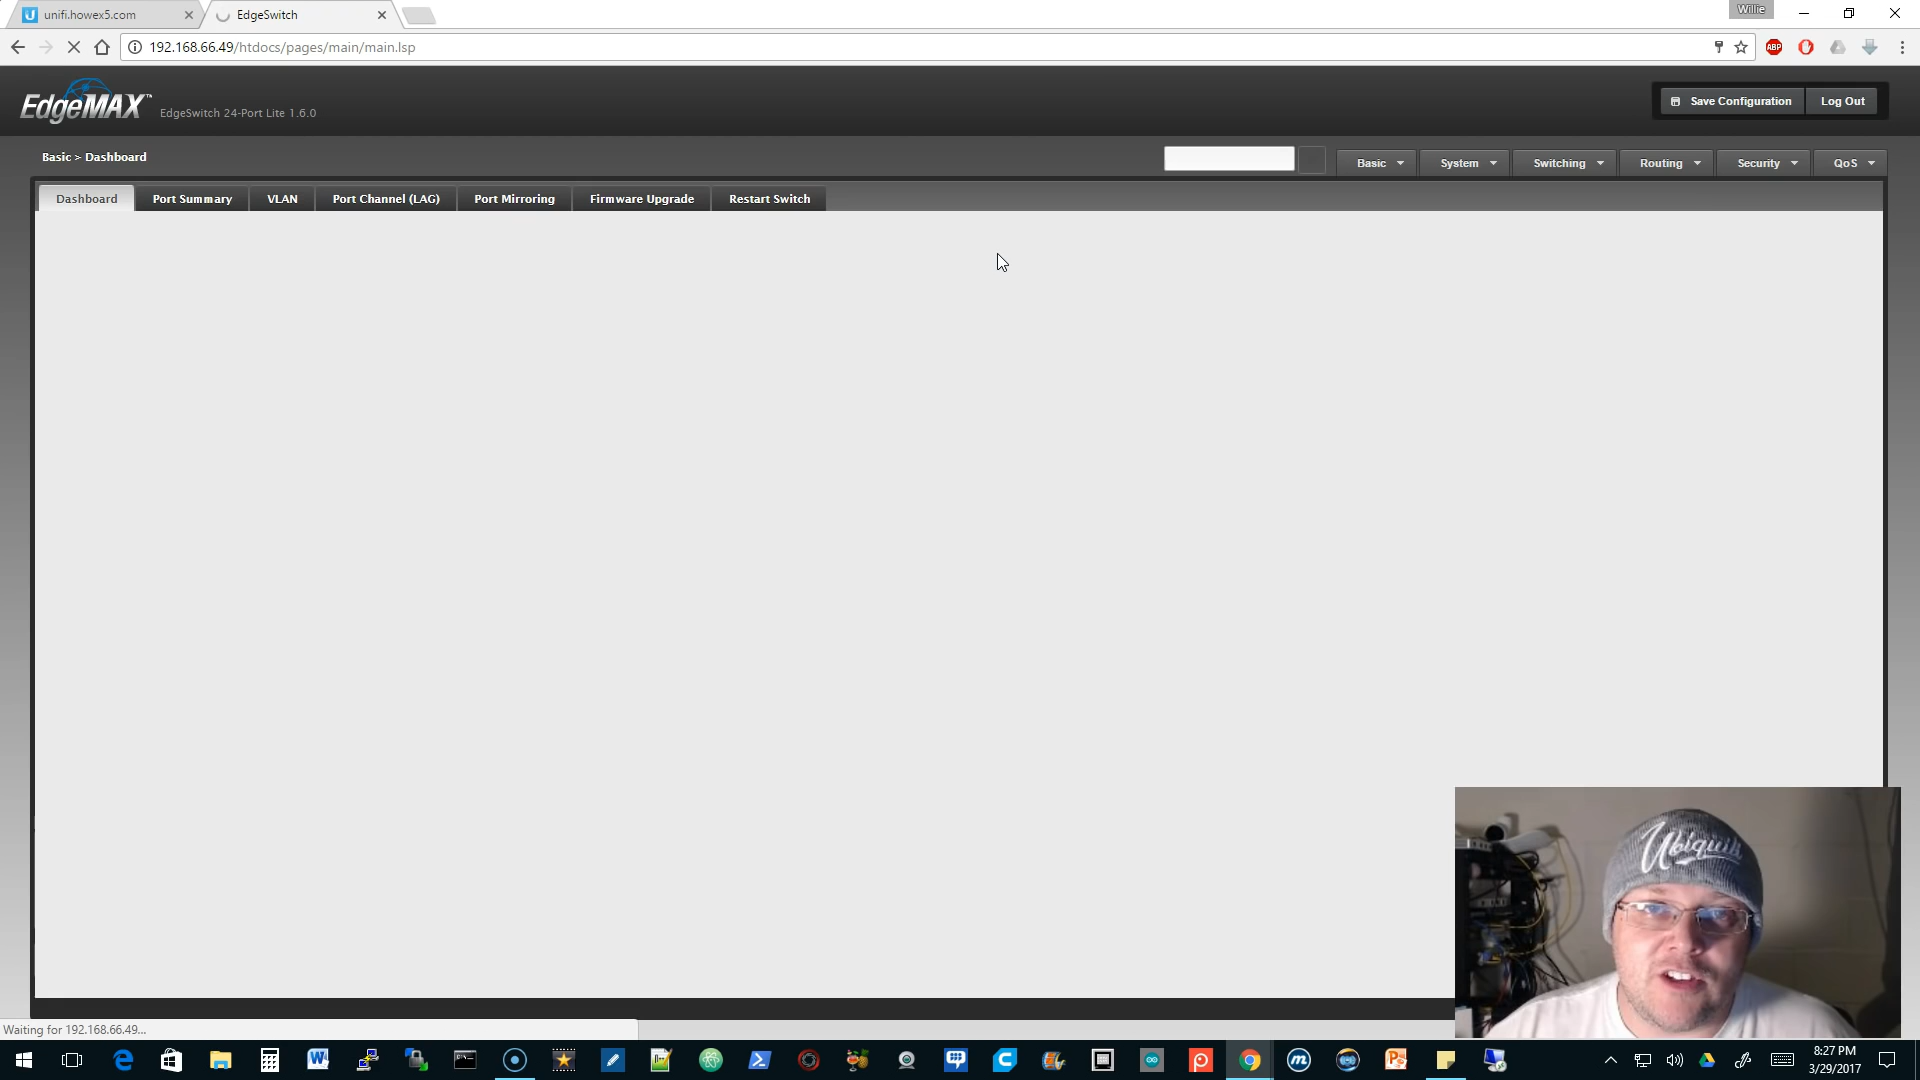 unifi.howex5.com
EdgeSwitch
Willie
192.168.66.49/htdocs/pages/main/main.lsp
ABP
EdgeMAX™
EdgeSwitch 24-Port Lite 1.6.0
Save Configuration
Log Out
Basic > Dashboard
Basic
System
Switching
Routing
Security
QoS
Dashboard
Port Summary
VLAN
Port Channel (LAG)
Port Mirroring
Firmware Upgrade
Restart Switch
Waiting for 192.168.66.49...
8:27 PM
3/29/2017